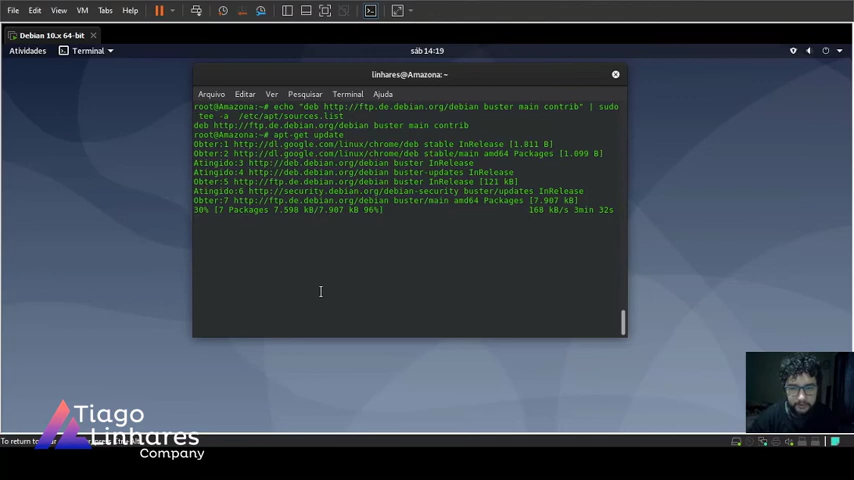 File Edit View VM Tabs Help
Debian 10.x 64-bit
Atividades Terminal sáb 14:19
linhares@Amazona: ~
Arquivo Editar Ver Pesquisar Terminal Ajuda
root@Amazona:~# echo "deb http://ftp.de.debian.org/debian buster main contrib" | sudo
tee -a /etc/apt/sources.list
deb http://ftp.de.debian.org/debian buster main contrib
root@Amazona:~# apt-get update
Obter:1 http://dl.google.com/linux/chrome/deb stable InRelease [1.811 B]
Obter:2 http://dl.google.com/linux/chrome/deb stable/main amd64 Packages [1.099 B]
Atingido:3 http://deb.debian.org/debian buster InRelease
Atingido:4 http://deb.debian.org/debian buster-updates InRelease
Obter:5 http://ftp.de.debian.org/debian buster InRelease [121 kB]
Atingido:6 http://security.debian.org/debian-security buster/updates InRelease
Obter:7 http://ftp.de.debian.org/debian buster/main amd64 Packages [7.907 kB]
30% [7 Packages 7.598 kB/7.907 kB 96%] 168 kB/s 3min 32s
Tiago
Linhares
Company
To return to